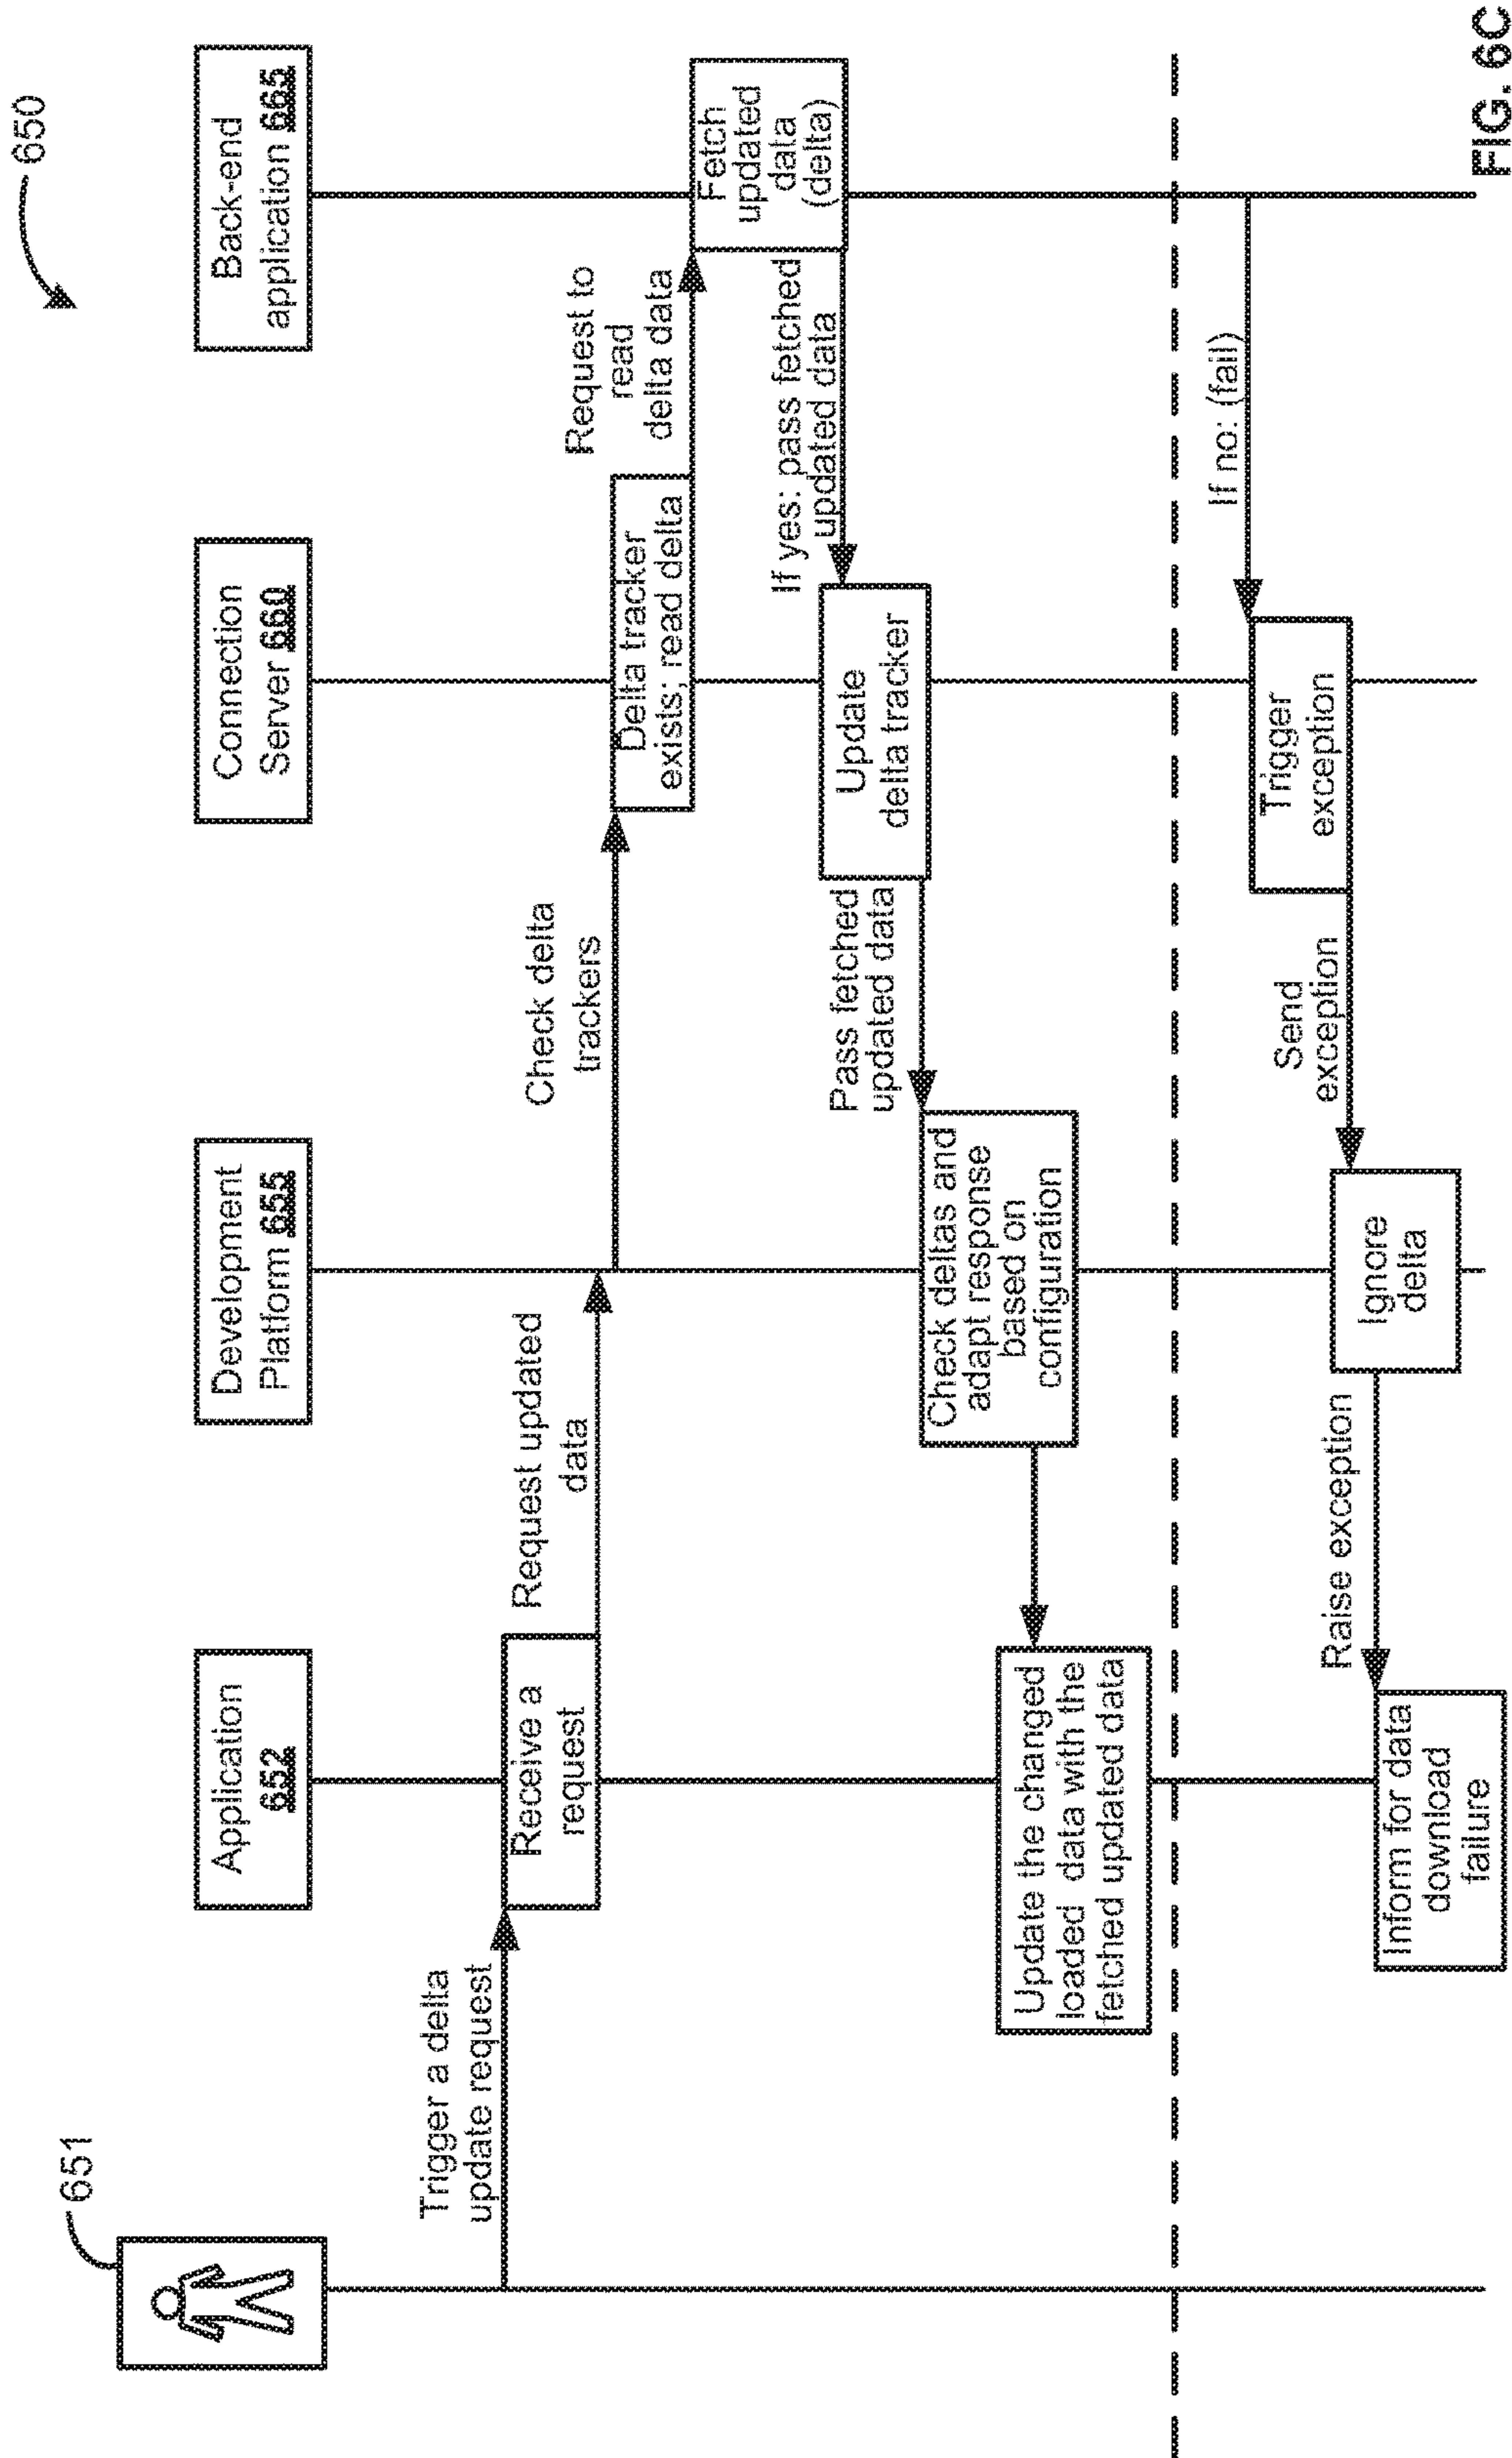 650
651
Application
652
Development
Platform 655
Connection
Server 660
Back-end
application 665
Trigger a delta
update request
Receive a
request
Request updated
data
Check delta
trackers
Delta tracker
exists; read delta
Request to
read
delta data
Fetch
updated
data
(delta)
If yes: pass fetched
updated data
Update
delta tracker
Pass fetched
updated data
Check deltas and
adapt response
based on
configuration
Update the changed
loaded data with the
fetched updated data
If no: (fail)
Trigger
exception
Send
exception
Ignore
delta
Raise exception
Inform for data
download
failure
FIG. 6C